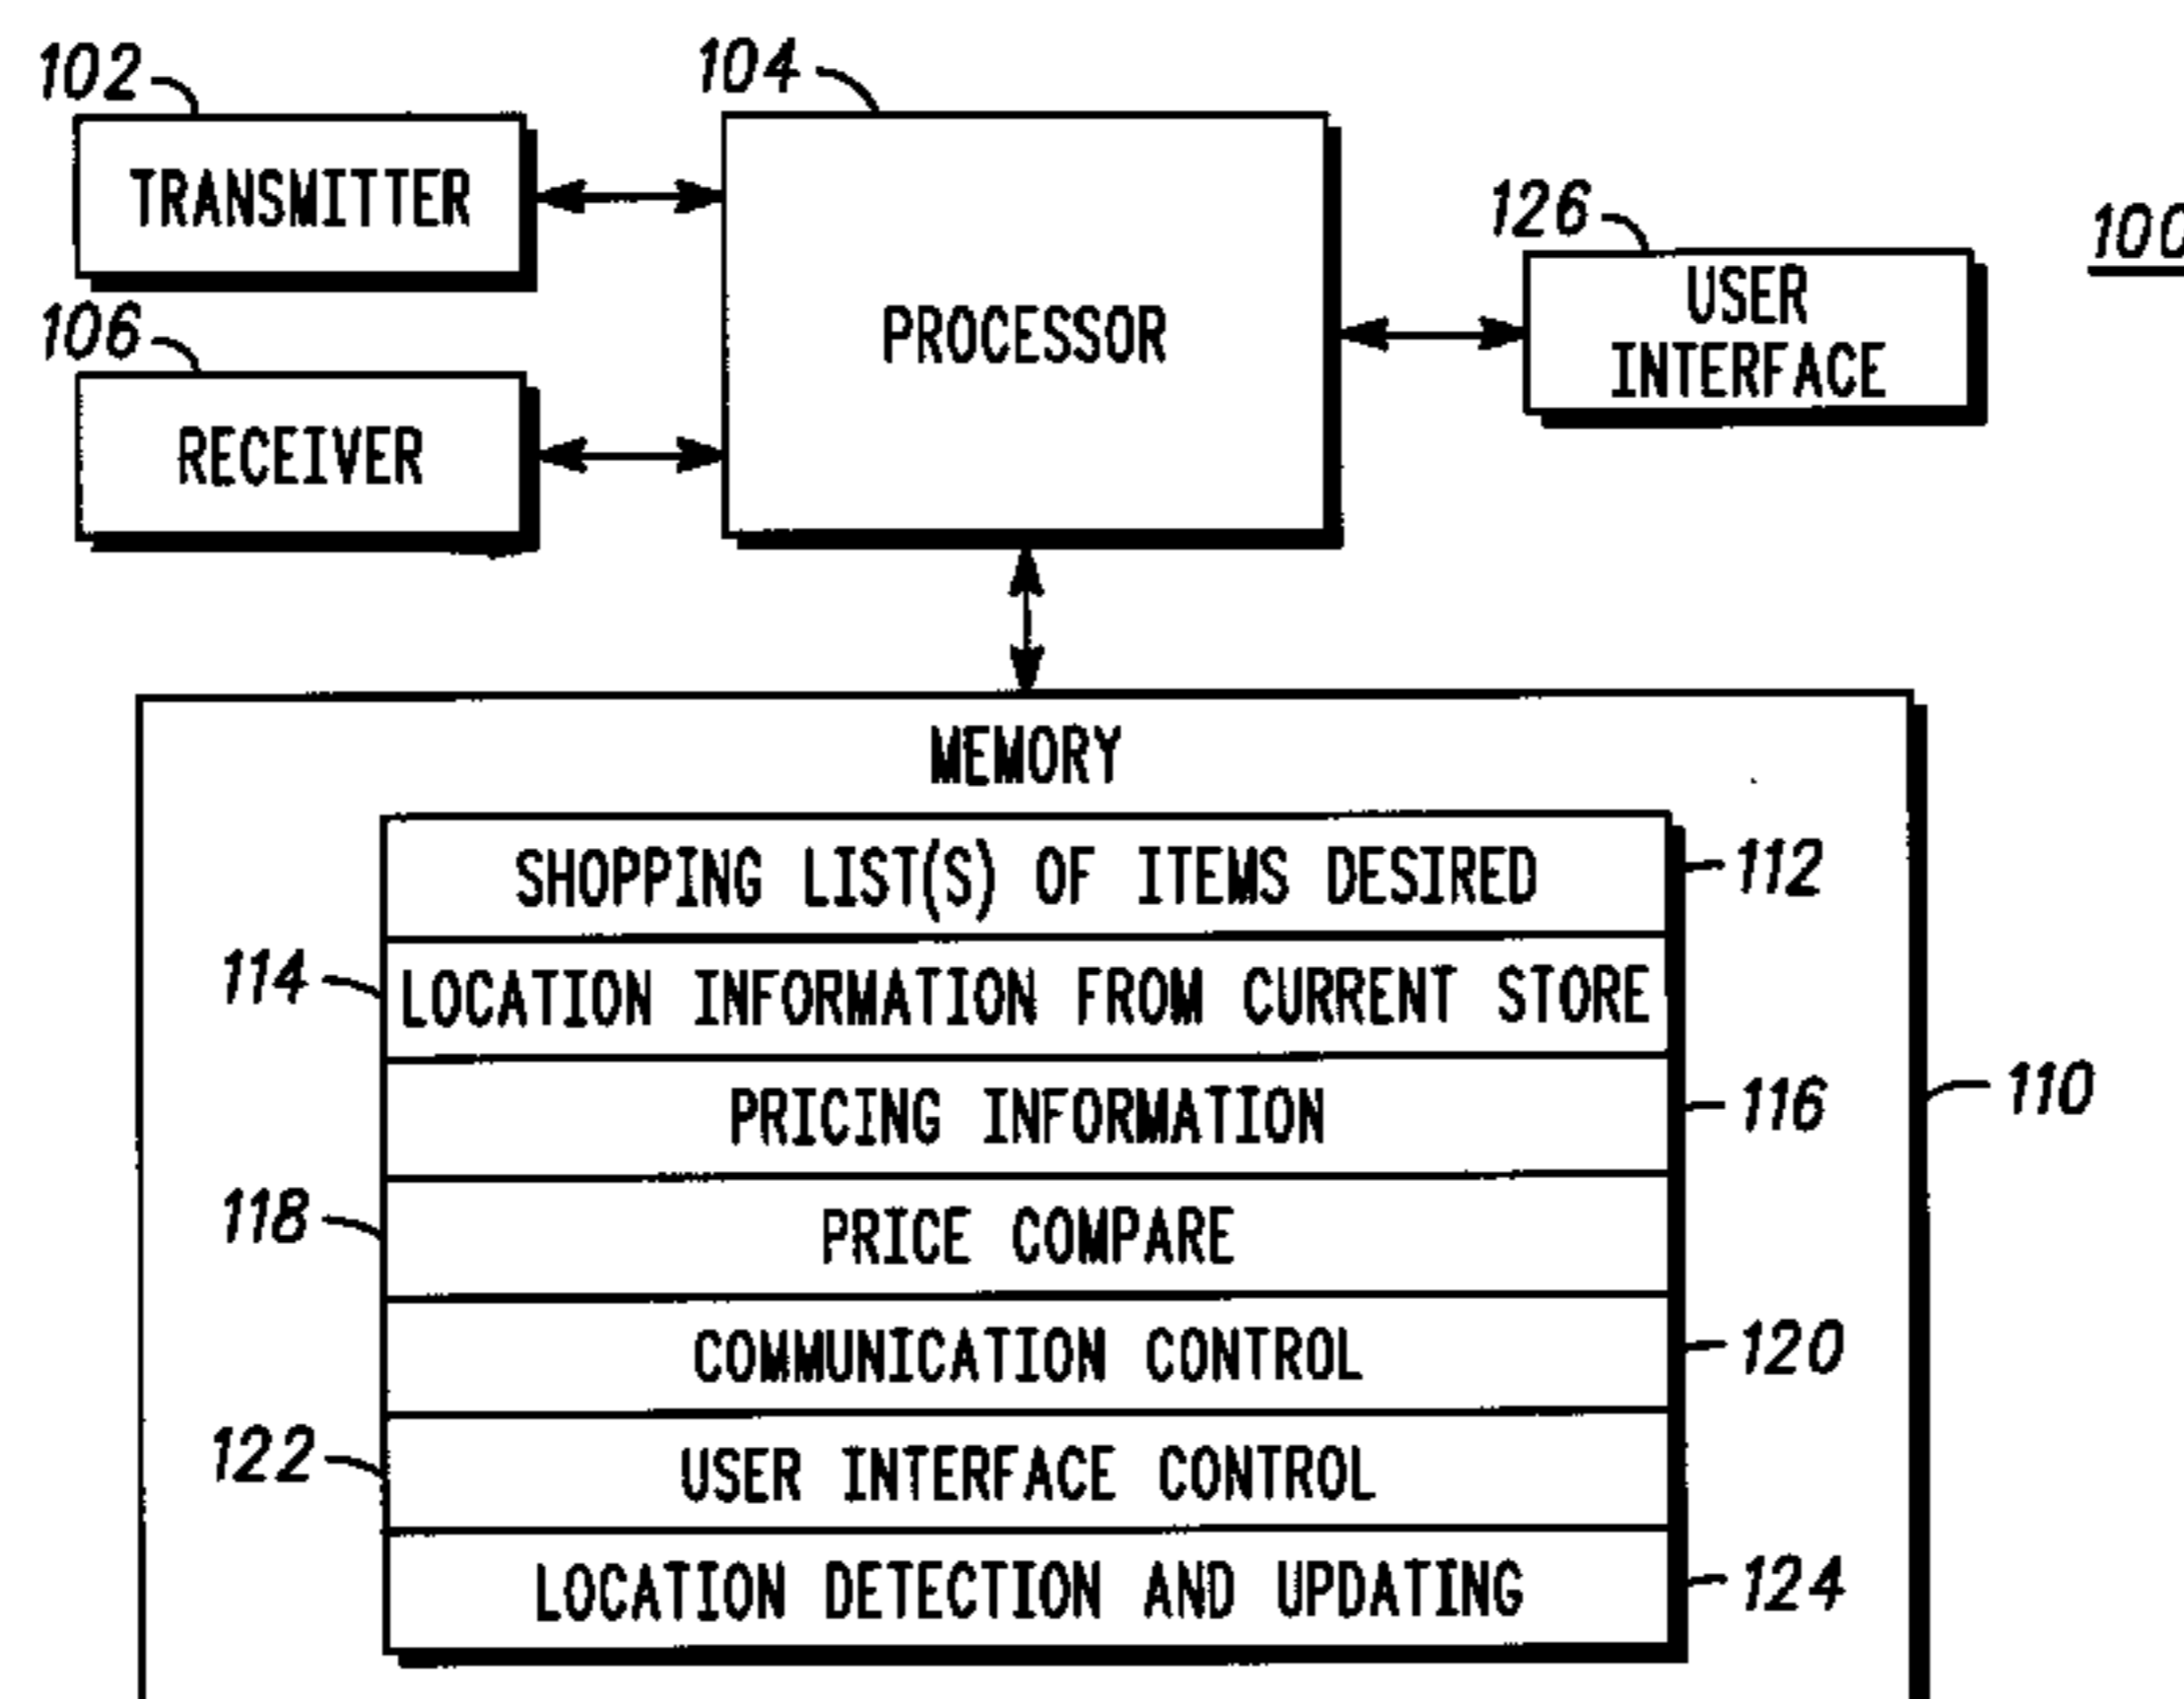 102
104
TRANSMITTER
126
100
USER
INTERFACE
PROCESSOR
106
RECEIVER
MEMORY
SHOPPING LIST(S) OF ITEMS DESIRED
112
114
LOCATION INFORMATION FROM CURRENT STORE
PRICING INFORMATION
116
110
118
PRICE COMPARE
COMMUNICATION CONTROL
120
122
USER INTERFACE CONTROL
LOCATION DETECTION AND UPDATING
124